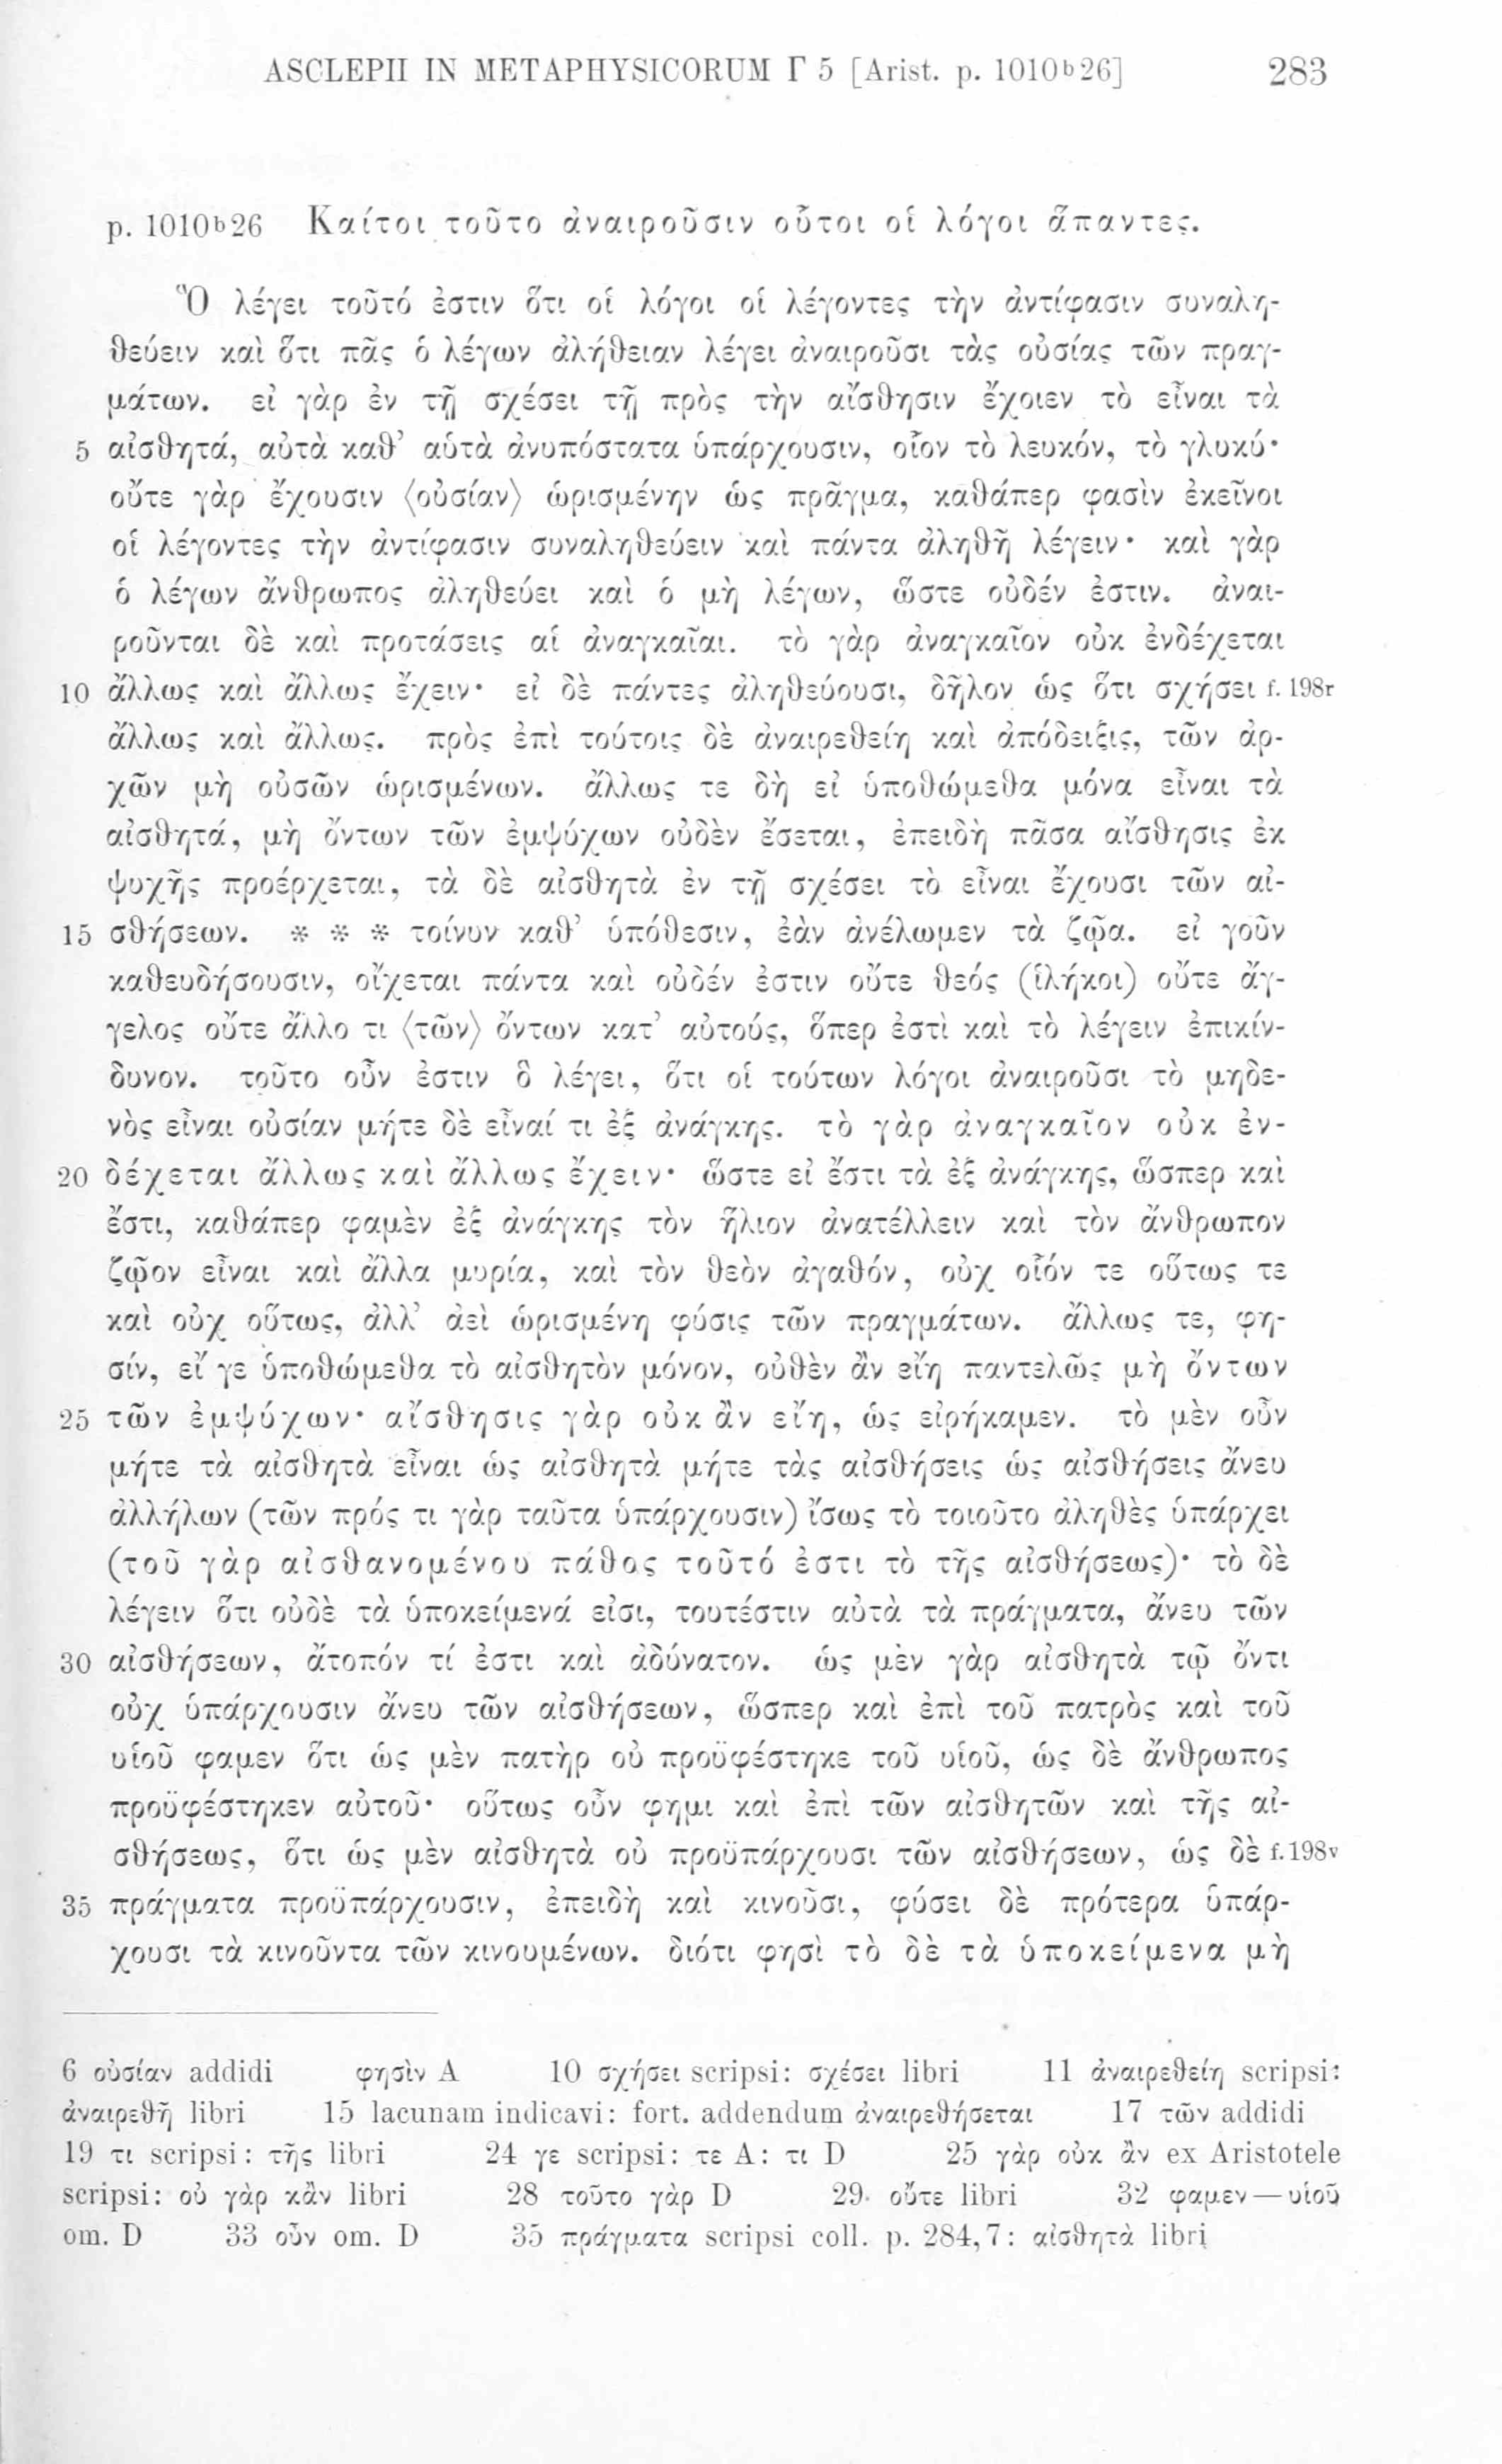 ASCLEPII IN METAPHYSICORUM Γ 5 [Arist. p. 1010b26] 283
p. 1010b26 Καίτοι τοῦτο ἀναιροῦσιν οὗτοι οἱ λόγοι ἅπαντες.
Ὃ λέγει τοῦτό ἐστιν ὅτι οἱ λόγοι οἱ λέγοντες τὴν ἀντίφασιν συναλη-
θεύειν καὶ ὅτι πᾶς ὁ λέγων ἀλήθειαν λέγει ἀναιροῦσι τὰς οὐσίας τῶν πραγ-
μάτων. εἰ γὰρ ἐν τῇ σχέσει τῇ πρὸς τὴν αἴσθησιν ἔχοιεν τὸ εἶναι τὰ
5 αἰσθητά, αὐτὰ καθ’ αὑτὰ ἀνυπόστατα ὑπάρχουσιν, οἷον τὸ λευκόν, τὸ γλυκύ·
οὔτε γὰρ ἔχουσιν ⟨οὐσίαν⟩ ὡρισμένην ὡς πρᾶγμα, καθάπερ φασὶν ἐκεῖνοι
οἱ λέγοντες τὴν ἀντίφασιν συναληθεύειν καὶ πάντα ἀληθῆ λέγειν· καὶ γὰρ
ὁ λέγων ἄνθρωπος ἀληθεύει καὶ ὁ μὴ λέγων, ὥστε οὐδέν ἐστιν. ἀναι-
ροῦνται δὲ καὶ προτάσεις αἱ ἀναγκαῖαι. τὸ γὰρ ἀναγκαῖον οὐκ ἐνδέχεται
10 ἄλλως καὶ ἄλλως ἔχειν· εἰ δὲ πάντες ἀληθεύουσι, δῆλον ὡς ὅτι σχήσει f. 198r
ἄλλως καὶ ἄλλως. πρὸς ἐπὶ τούτοις δὲ ἀναιρεθείη καὶ ἀπόδειξις, τῶν ἀρ-
χῶν μὴ οὐσῶν ὡρισμένων. ἄλλως τε δὴ εἰ ὑποθώμεθα μόνα εἶναι τὰ
αἰσθητά, μὴ ὄντων τῶν ἐμψύχων οὐδὲν ἔσεται, ἐπειδὴ πᾶσα αἴσθησις ἐκ
ψυχῆς προέρχεται, τὰ δὲ αἰσθητὰ ἐν τῇ σχέσει τὸ εἶναι ἔχουσι τῶν αἰ-
15 σθήσεων. * * * τοίνυν καθ’ ὑπόθεσιν, ἐὰν ἀνέλωμεν τὰ ζῷα. εἰ γοῦν
καθευδήσουσιν, οἴχεται πάντα καὶ οὐδέν ἐστιν οὔτε θεός (ἱλήκοι) οὔτε ἄγ-
γελος οὔτε ἄλλο τι ⟨τῶν⟩ ὄντων κατ’ αὐτούς, ὅπερ ἐστὶ καὶ τὸ λέγειν ἐπικίν-
δυνον. τοῦτο οὖν ἐστιν ὃ λέγει, ὅτι οἱ τούτων λόγοι ἀναιροῦσι τὸ μηδε-
νὸς εἶναι οὐσίαν μήτε δὲ εἶναί τι ἐξ ἀνάγκης. τὸ γὰρ ἀναγκαῖον οὐκ ἐν-
20 δέχεται ἄλλως καὶ ἄλλως ἔχειν· ὥστε εἰ ἔστι τὰ ἐξ ἀνάγκης, ὥσπερ καὶ
ἔστι, καθάπερ φαμὲν ἐξ ἀνάγκης τὸν ἥλιον ἀνατέλλειν καὶ τὸν ἄνθρωπον
ζῷον εἶναι καὶ ἄλλα μυρία, καὶ τὸν θεὸν ἀγαθόν, οὐχ οἷόν τε οὕτως τε
καὶ οὐχ οὕτως, ἀλλ’ ἀεὶ ὡρισμένη φύσις τῶν πραγμάτων. ἄλλως τε, φη-
σίν, εἴ γε ὑποθώμεθα τὸ αἰσθητὸν μόνον, οὐθὲν ἂν εἴη παντελῶς μὴ ὄντων
25 τῶν ἐμψύχων· αἴσθησις γὰρ οὐκ ἂν εἴη, ὡς εἰρήκαμεν. τὸ μὲν οὖν
μήτε τὰ αἰσθητὰ εἶναι ὡς αἰσθητὰ μήτε τὰς αἰσθήσεις ὡς αἰσθήσεις ἄνευ
ἀλλήλων (τῶν πρός τι γὰρ ταῦτα ὑπάρχουσιν) ἴσως τὸ τοιοῦτο ἀληθὲς ὑπάρχει
(τοῦ γὰρ αἰσθανομένου πάθος τοῦτό ἐστι τὸ τῆς αἰσθήσεως)· τὸ δὲ
λέγειν ὅτι οὐδὲ τὰ ὑποκείμενά εἰσι, τουτέστιν αὐτὰ τὰ πράγματα, ἄνευ τῶν
30 αἰσθήσεων, ἄτοπόν τί ἐστι καὶ ἀδύνατον. ὡς μὲν γὰρ αἰσθητὰ τῷ ὄντι
οὐχ ὑπάρχουσιν ἄνευ τῶν αἰσθήσεων, ὥσπερ καὶ ἐπὶ τοῦ πατρὸς καὶ τοῦ
υἱοῦ φαμεν ὅτι ὡς μὲν πατὴρ οὐ προϋφέστηκε τοῦ υἱοῦ, ὡς δὲ ἄνθρωπος
προϋφέστηκεν αὐτοῦ· οὕτως οὖν φημι καὶ ἐπὶ τῶν αἰσθητῶν καὶ τῆς αἰ-
σθήσεως, ὅτι ὡς μὲν αἰσθητὰ οὐ προϋπάρχουσι τῶν αἰσθήσεων, ὡς δὲ f. 198v
35 πράγματα προϋπάρχουσιν, ἐπειδὴ καὶ κινοῦσι, φύσει δὲ πρότερα ὑπάρ-
χουσι τὰ κινοῦντα τῶν κινουμένων. διότι φησὶ τὸ δὲ τὰ ὑποκείμενα μὴ
6 οὐσίαν addidi φησὶν A 10 σχήσει scripsi: σχέσει libri 11 ἀναιρεθείη scripsi:
ἀναιρεθῆ libri 15 lacunam indicavi: fort. addendum ἀναιρεθήσεται 17 τῶν addidi
19 τι scripsi: τῆς libri 24 γε scripsi: τε A: τι D 25 γὰρ οὐκ ἂν ex Aristotele
scripsi: οὐ γὰρ κἂν libri 28 τοῦτο γὰρ D 29 οὔτε libri 32 φαμεν — υἱοῦ
om. D 33 οὖν om. D 35 πράγματα scripsi coll. p. 284,7: αἰσθητὰ libri